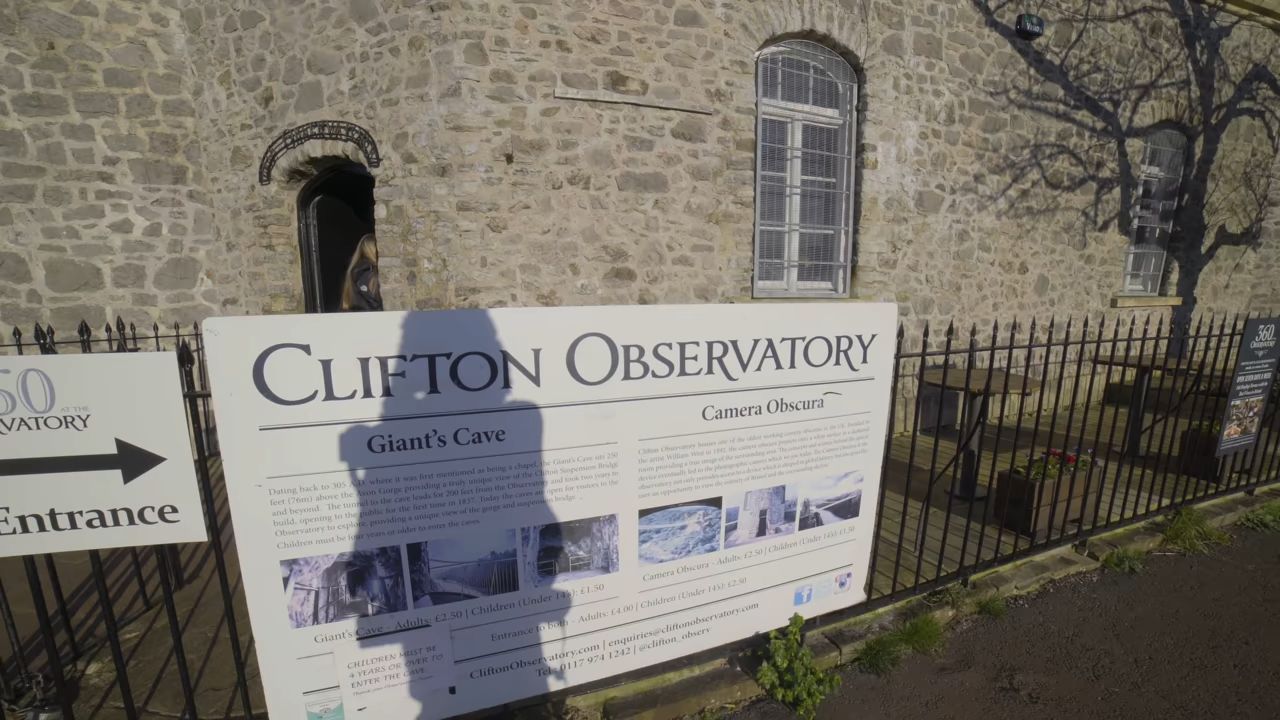 CLIFTON OBSERVATORY
Giant's Cave
Dating back to 305 A.D. where it was first mentioned as being a chapel, the Giant's Cave sits 250
feet (76m) above the Avon Gorge providing a truly unique view of the Clifton Suspension Bridge
and beyond. The tunnel to the cave leads for 200 feet from the Observatory and took two years to
build, opening to the public for the first time in 1837. Today the caves are open for visitors to the
Observatory to explore, providing a unique view of the gorge and suspension bridge.
Children must be four years or older to enter the caves.
Giant's Cave - Adults: £2.50 | Children (Under 14's): £1.50
Camera Obscura
Camera Obscura - Adults: £2.50 | Children (Under 14's): £1.50
Entrance to both - Adults: £4.00 | Children (Under 14's): £2.50
CliftonObservatory.com | enquiries@cliftonobservatory.com
Tel: 0117 974 1242 | @clifton_observ
CHILDREN MUST BE
4 YEARS OR OVER TO
ENTER THE CAVE.
60
AT THE
VATORY
Entrance
360
OBSERVATORY